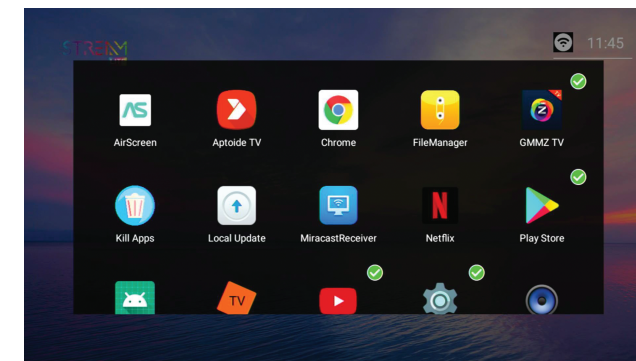 STREAM
11:45
AirScreen
Aptoide TV
Chrome
FileManager
GMMZ TV
Kill Apps
Local Update
MiracastReceiver
Netflix
Play Store
TV